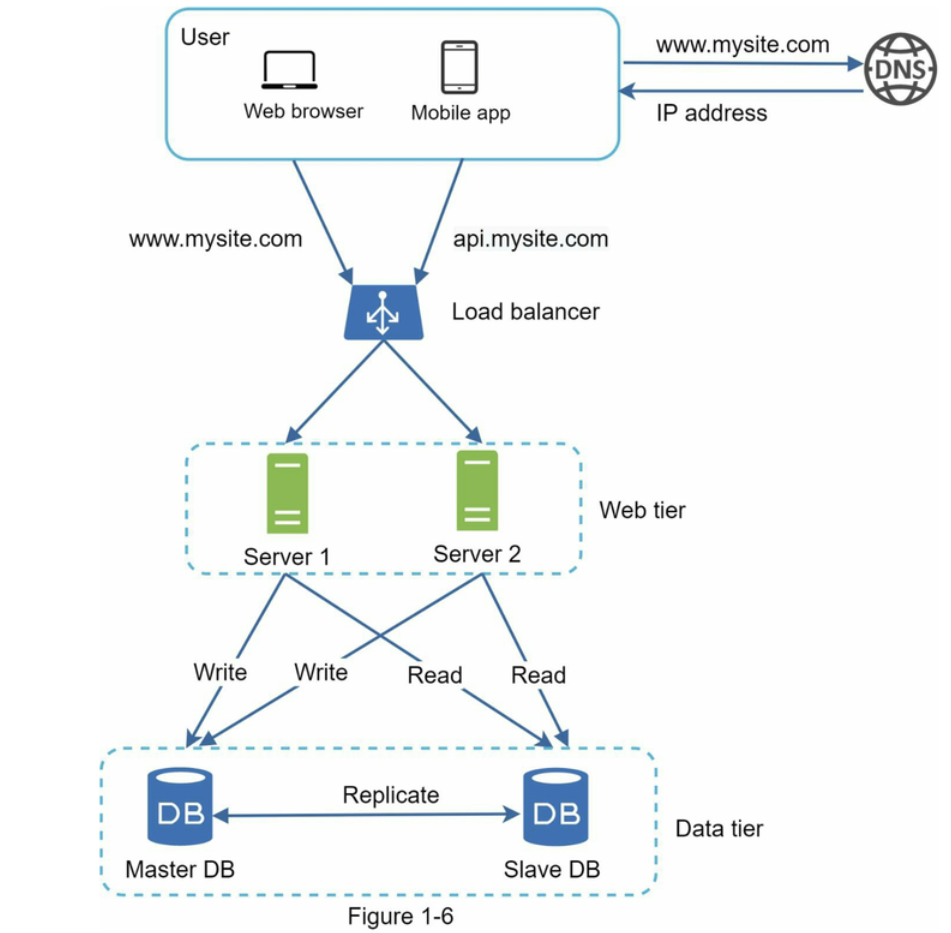 User
www.mysite.com
DNS
Web browser
Mobile app
IP address
www.mysite.com
api.mysite.com
Load balancer
Web tier
Server 1
Server 2
Write
Write
Read
Read
Replicate
DB
DB
Data tier
Master DB
Slave DB
Figure 1-6